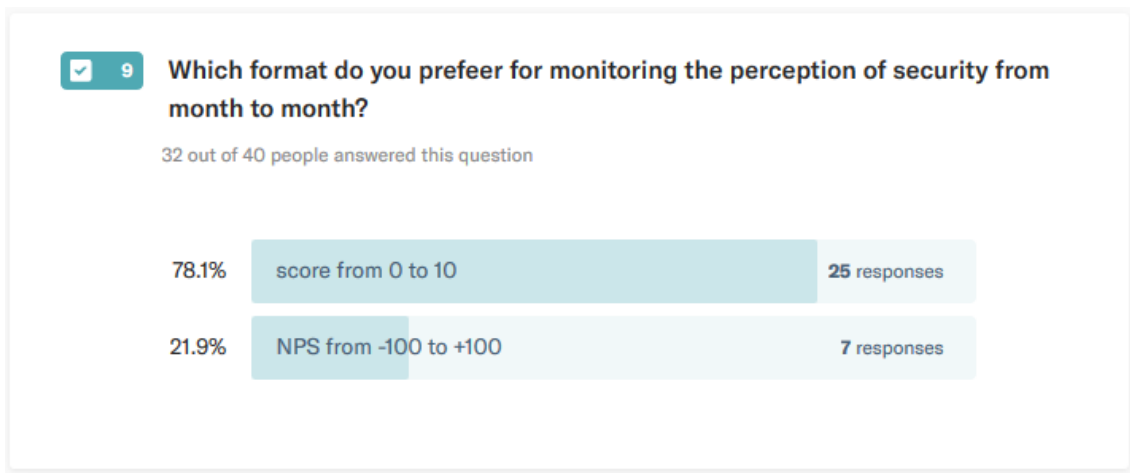 9
Which format do you prefeer for monitoring the perception of security from
month to month?
32 out of 40 people answered this question
78.1% score from 0 to 10 25 responses
21.9% NPS from -100 to +100 7 responses